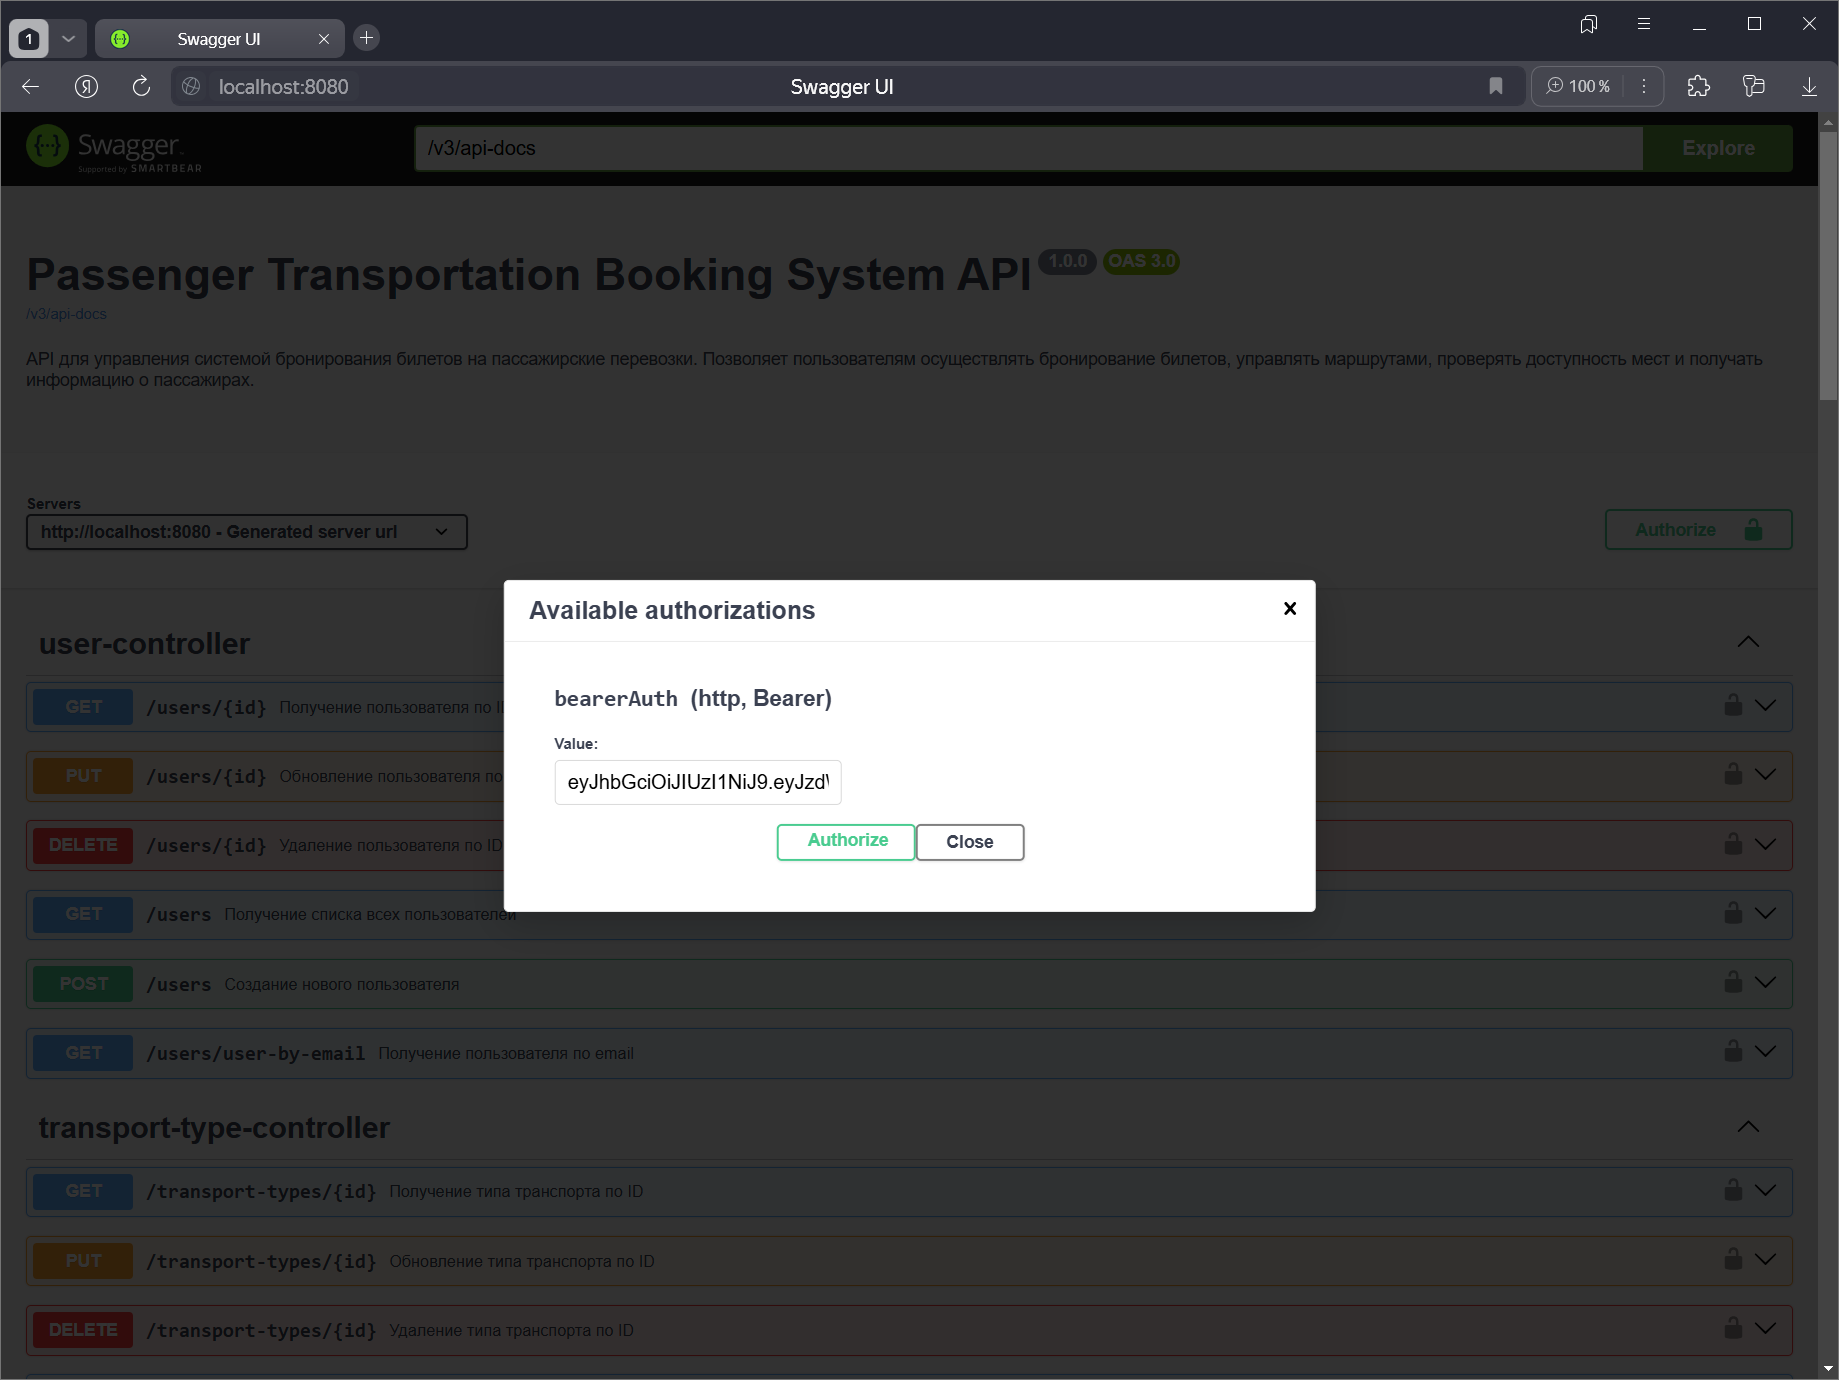 1
Swagger UI
localhost:8080
Swagger UI
100 %
Swagger
Supported by SMARTBEAR
/v3/api-docs
Explore
Passenger Transportation Booking System API 1.0.0 OAS 3.0
/v3/api-docs
API для управления системой бронирования билетов на пассажирские перевозки. Позволяет пользователям осуществлять бронирование билетов, управлять маршрутами, проверять доступность мест и получать
информацию о пассажирах.
Servers
http://localhost:8080 - Generated server url
Authorize
Available authorizations
bearerAuth (http, Bearer)
Value:
eyJhbGciOiJIUzI1NiJ9.eyJzd
Authorize
Close
user-controller
GET /users/{id} Получение пользователя по I
PUT /users/{id} Обновление пользователя по
DELETE /users/{id} Удаление пользователя по ID
GET /users Получение списка всех пользователей
POST /users Создание нового пользователя
GET /users/user-by-email Получение пользователя по email
transport-type-controller
GET /transport-types/{id} Получение типа транспорта по ID
PUT /transport-types/{id} Обновление типа транспорта по ID
DELETE /transport-types/{id} Удаление типа транспорта по ID